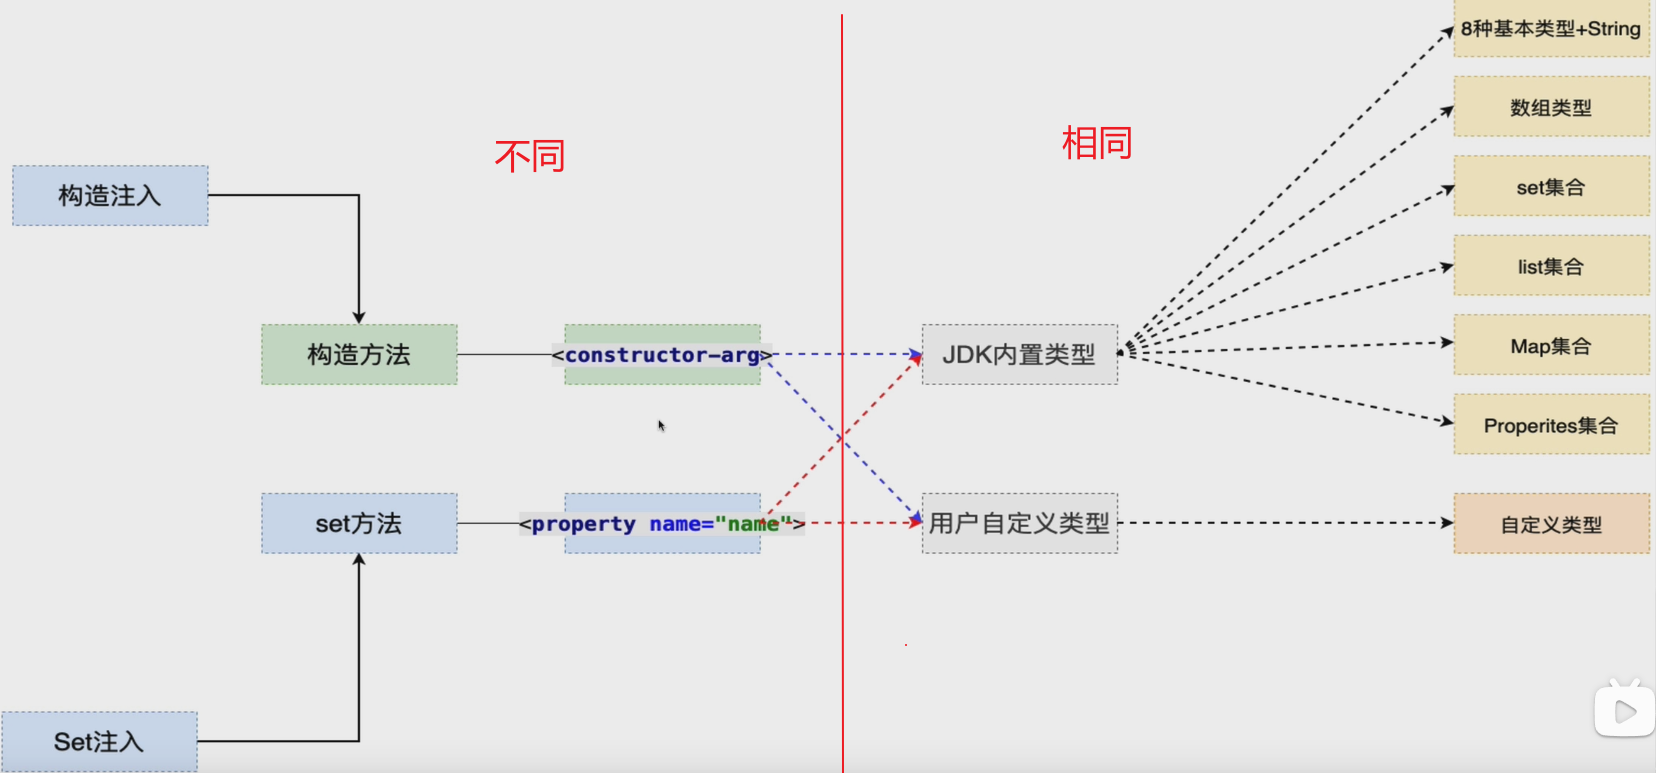 不同
相同
构造注入
构造方法
<constructor-arg>
set方法
<property name="name">
Set注入
JDK内置类型
用户自定义类型
8种基本类型+String
数组类型
set集合
list集合
Map集合
Properites集合
自定义类型